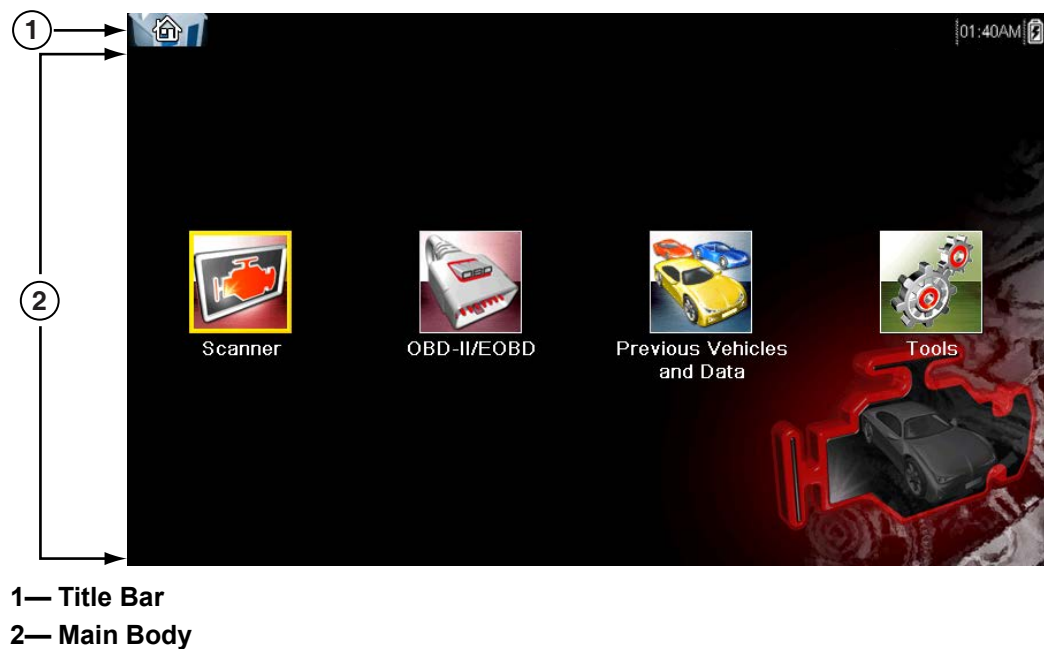 1
01:40AM
2
Scanner
OBD-II/EOBD
Previous Vehicles
and Data
Tools
1— Title Bar
2— Main Body